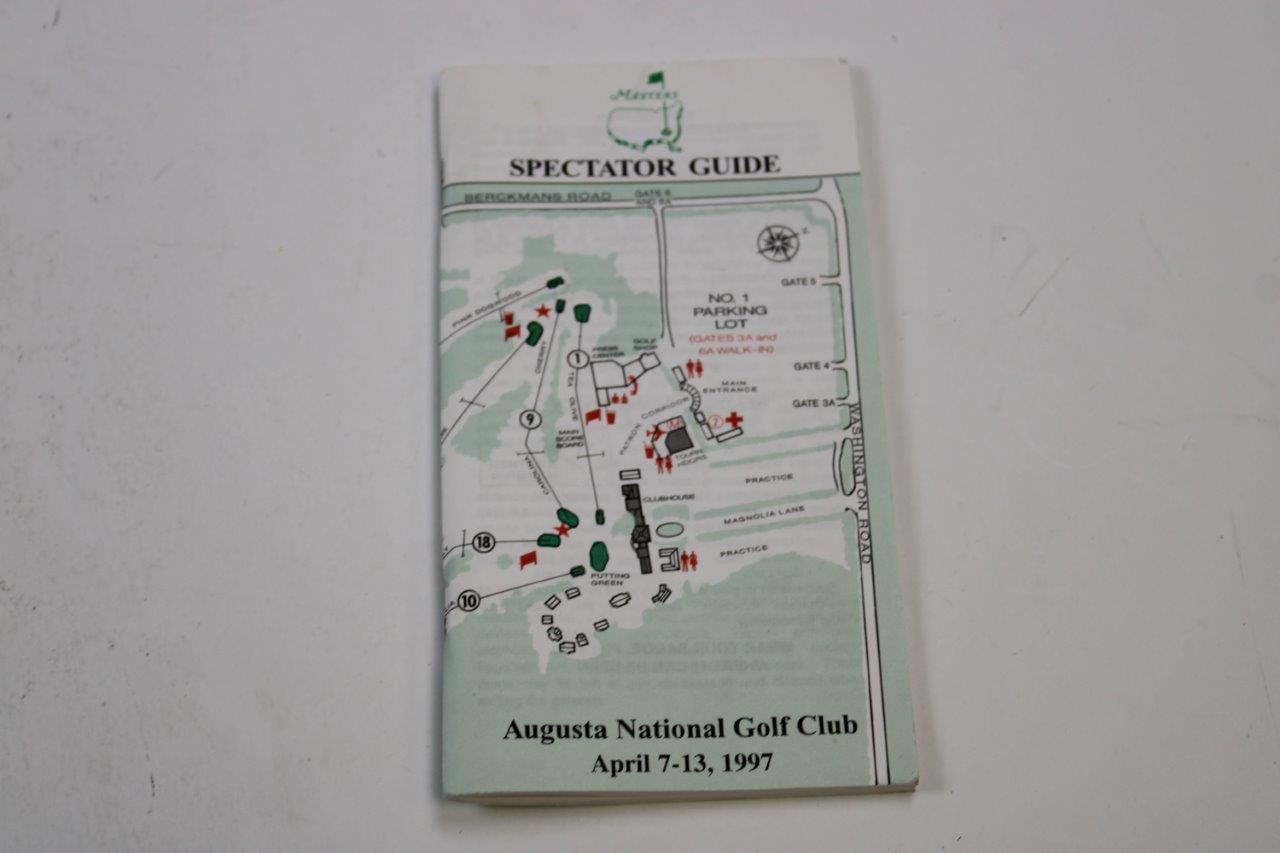 Masters
SPECTATOR GUIDE
BERCKMANS ROAD
GATE 6
AND 6A
GATE 5
NO. 1
PARKING
LOT
(GATES 3A and
6A WALK-IN)
PINK DOGWOOD
CHERRY
1
PRESS
CENTER
GOLF
SHOP
GATE 4
MAIN
ENTRANCE
GATE 3A
WASHINGTON ROAD
TEA OLIVE
9
MAIN
SCORE
BOARD
PATRON CORRIDOR
TOURN.
HDQRS.
CAROLINA
CLUBHOUSE
PRACTICE
MAGNOLIA LANE
PRACTICE
18
PUTTING
GREEN
10
Augusta National Golf Club
April 7-13, 1997